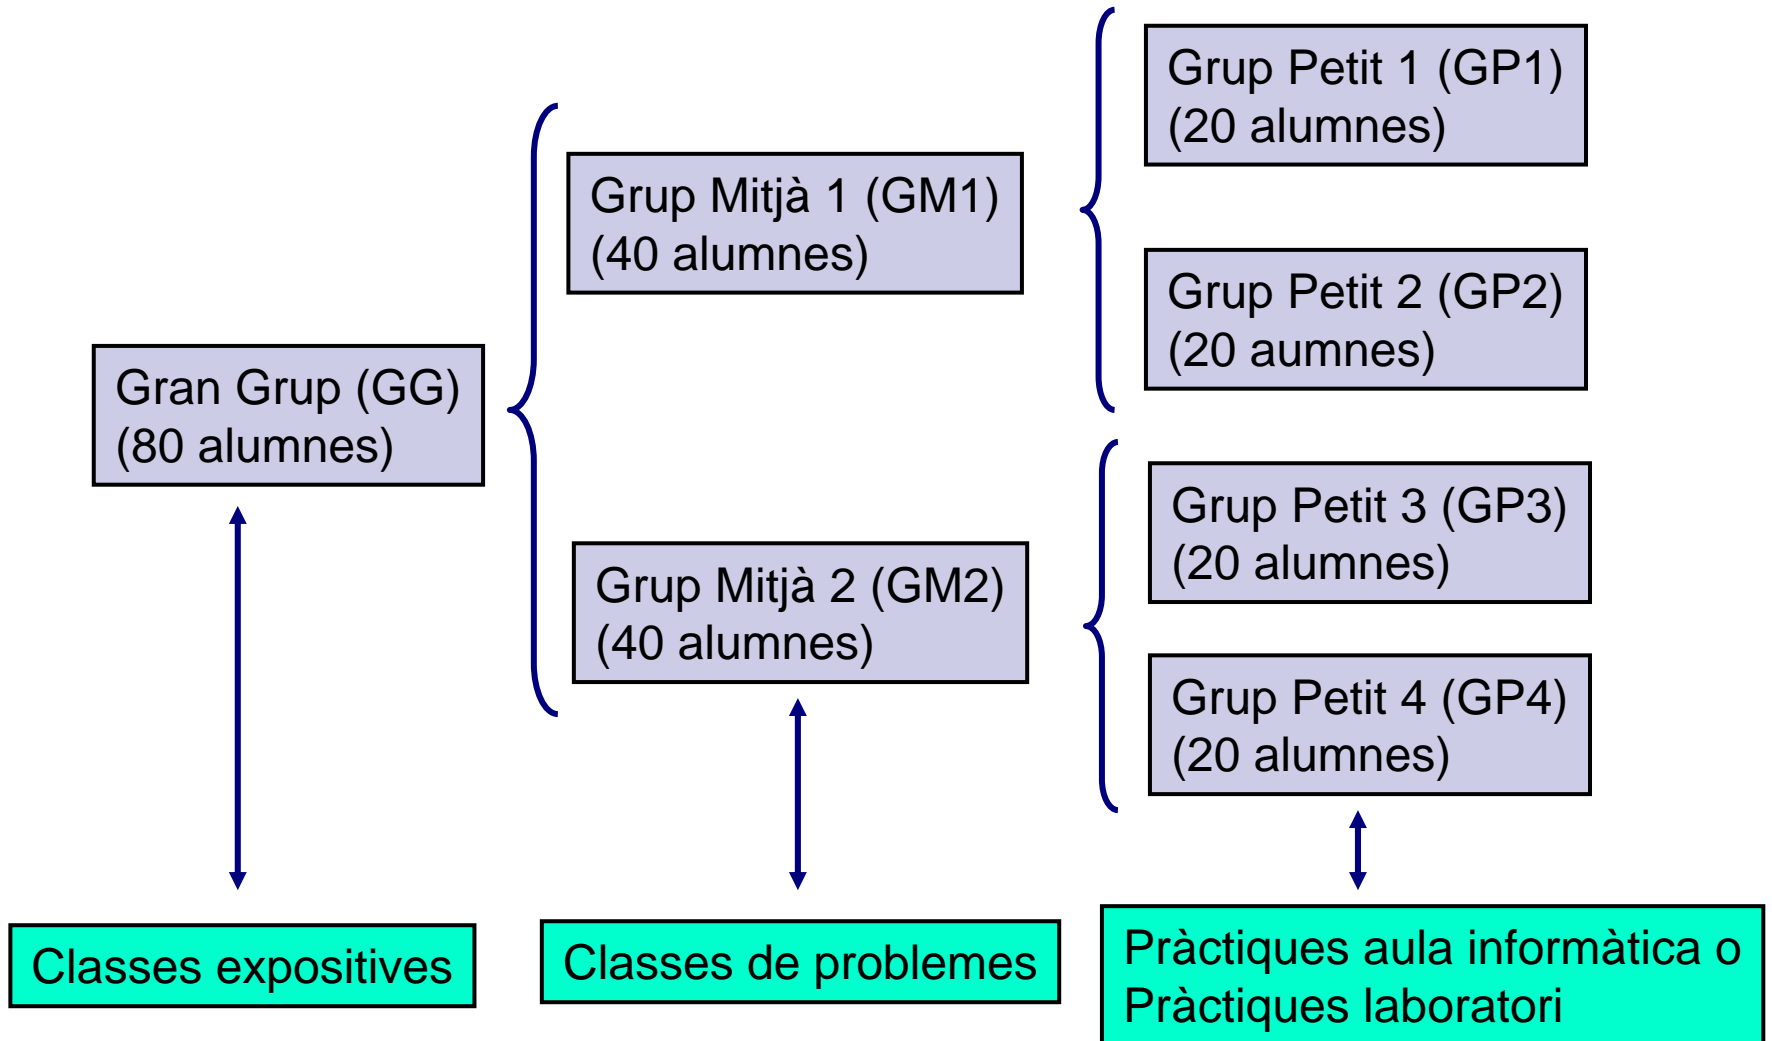 Gran Grup (GG)
(80 alumnes)
Grup Mitjà 1 (GM1)
(40 alumnes)
Grup Mitjà 2 (GM2)
(40 alumnes)
Grup Petit 1 (GP1)
(20 alumnes)
Grup Petit 2 (GP2)
(20 aumnes)
Grup Petit 3 (GP3)
(20 alumnes)
Grup Petit 4 (GP4)
(20 alumnes)
Classes expositives
Classes de problemes
Pràctiques aula informàtica o
Pràctiques laboratori